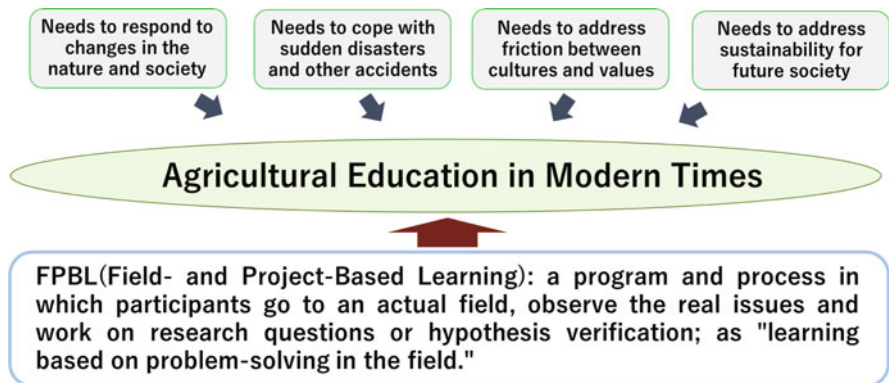 Needs to respond to
changes in the
nature and society
Needs to cope with
sudden disasters
and other accidents
Needs to address
friction between
cultures and values
Needs to address
sustainability for
future society
Agricultural Education in Modern Times
FPBL(Field- and Project-Based Learning): a program and process in
which participants go to an actual field, observe the real issues and
work on research questions or hypothesis verification; as "learning
based on problem-solving in the field."